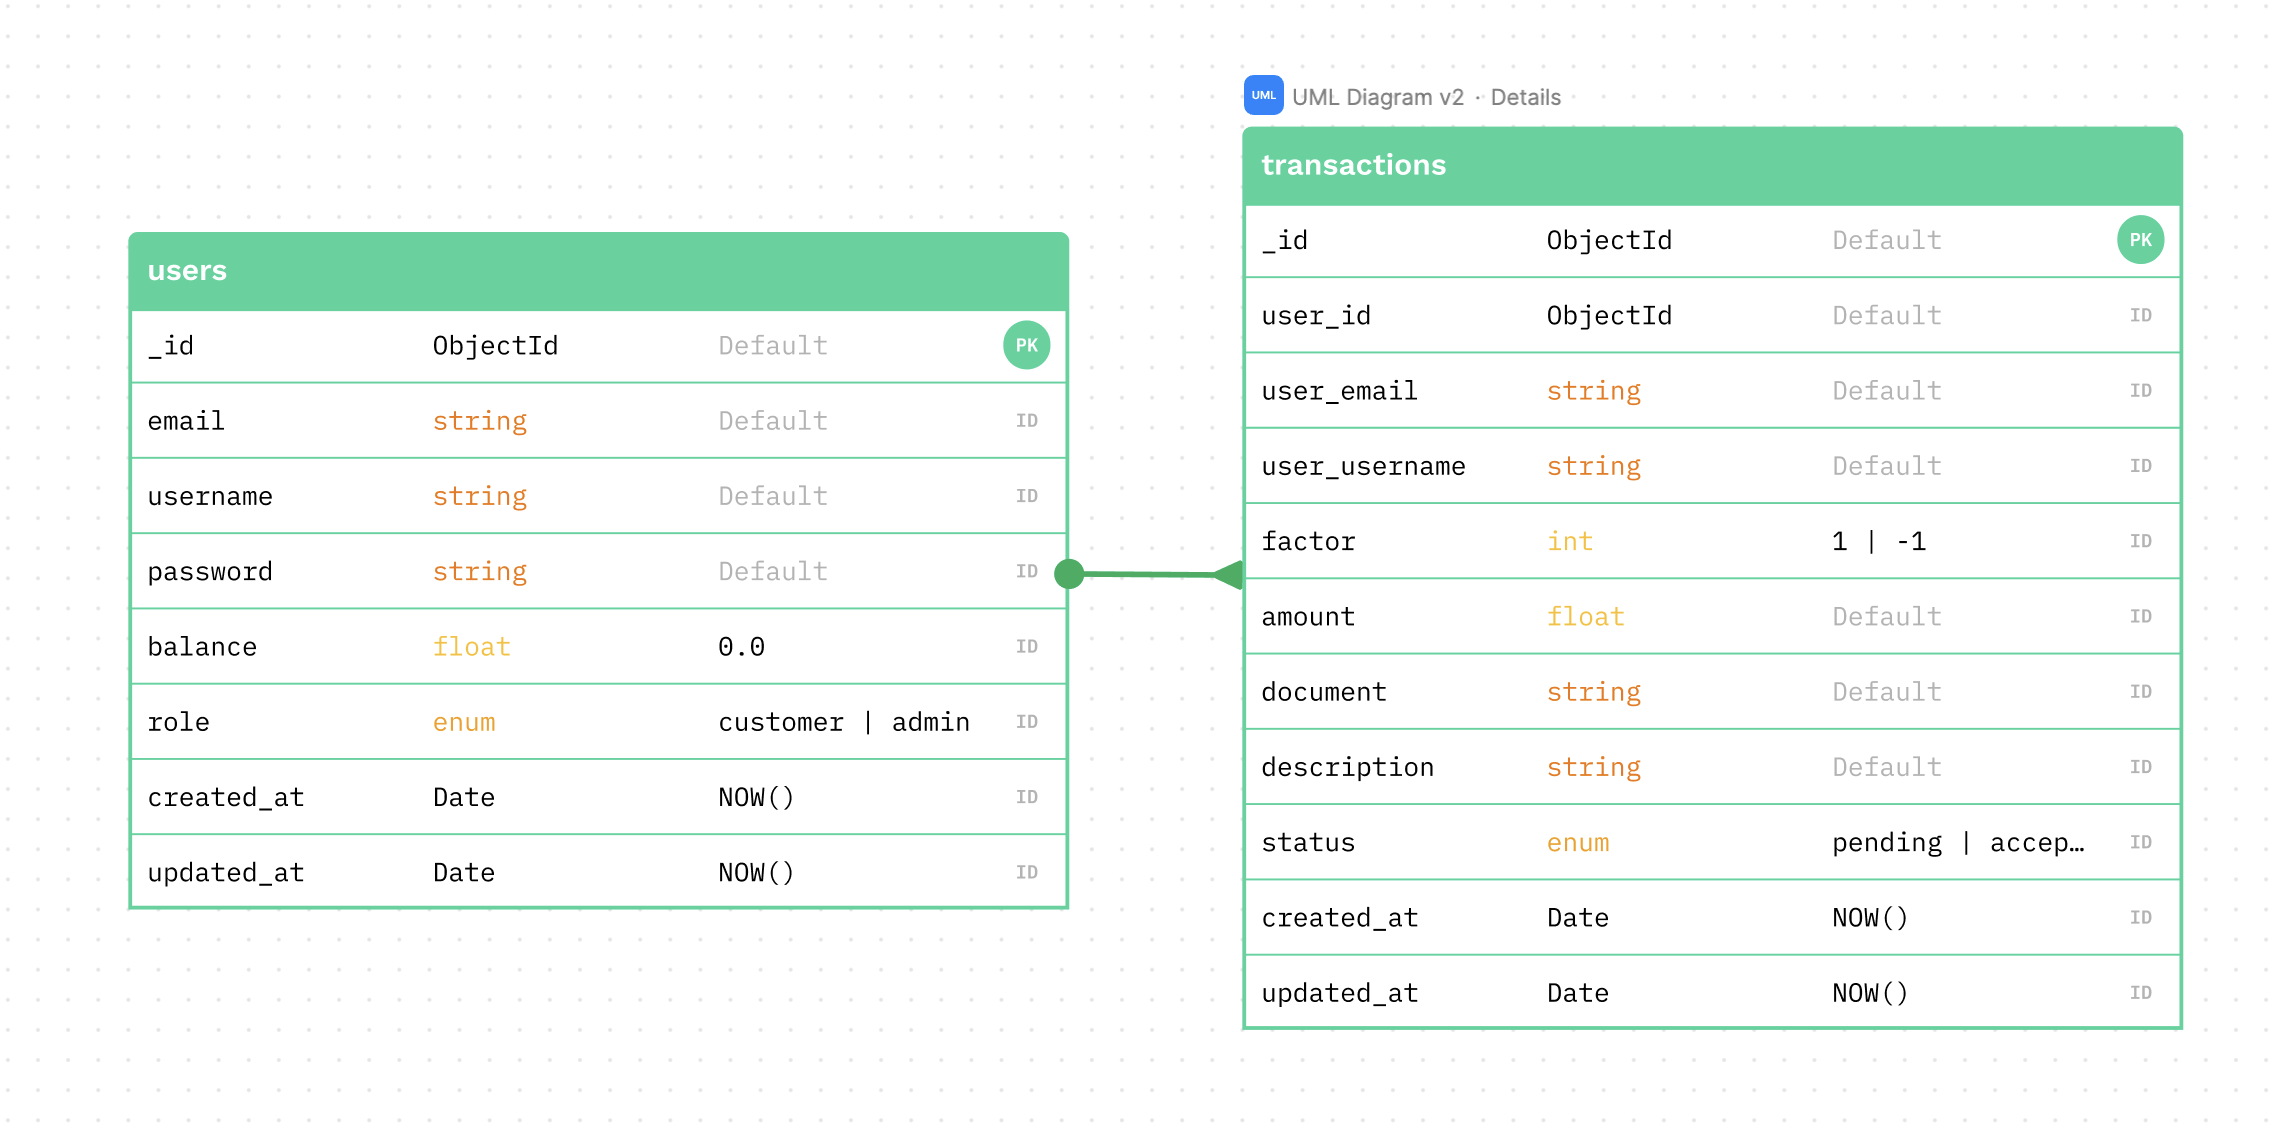 users
_id ObjectId Default PK
email string Default ID
username string Default ID
password string Default ID
balance float 0.0 ID
role enum customer | admin ID
created_at Date NOW() ID
updated_at Date NOW() ID
UML UML Diagram v2 · Details
transactions
_id ObjectId Default PK
user_id ObjectId Default ID
user_email string Default ID
user_username string Default ID
factor int 1 | -1 ID
amount float Default ID
document string Default ID
description string Default ID
status enum pending | accep… ID
created_at Date NOW() ID
updated_at Date NOW() ID